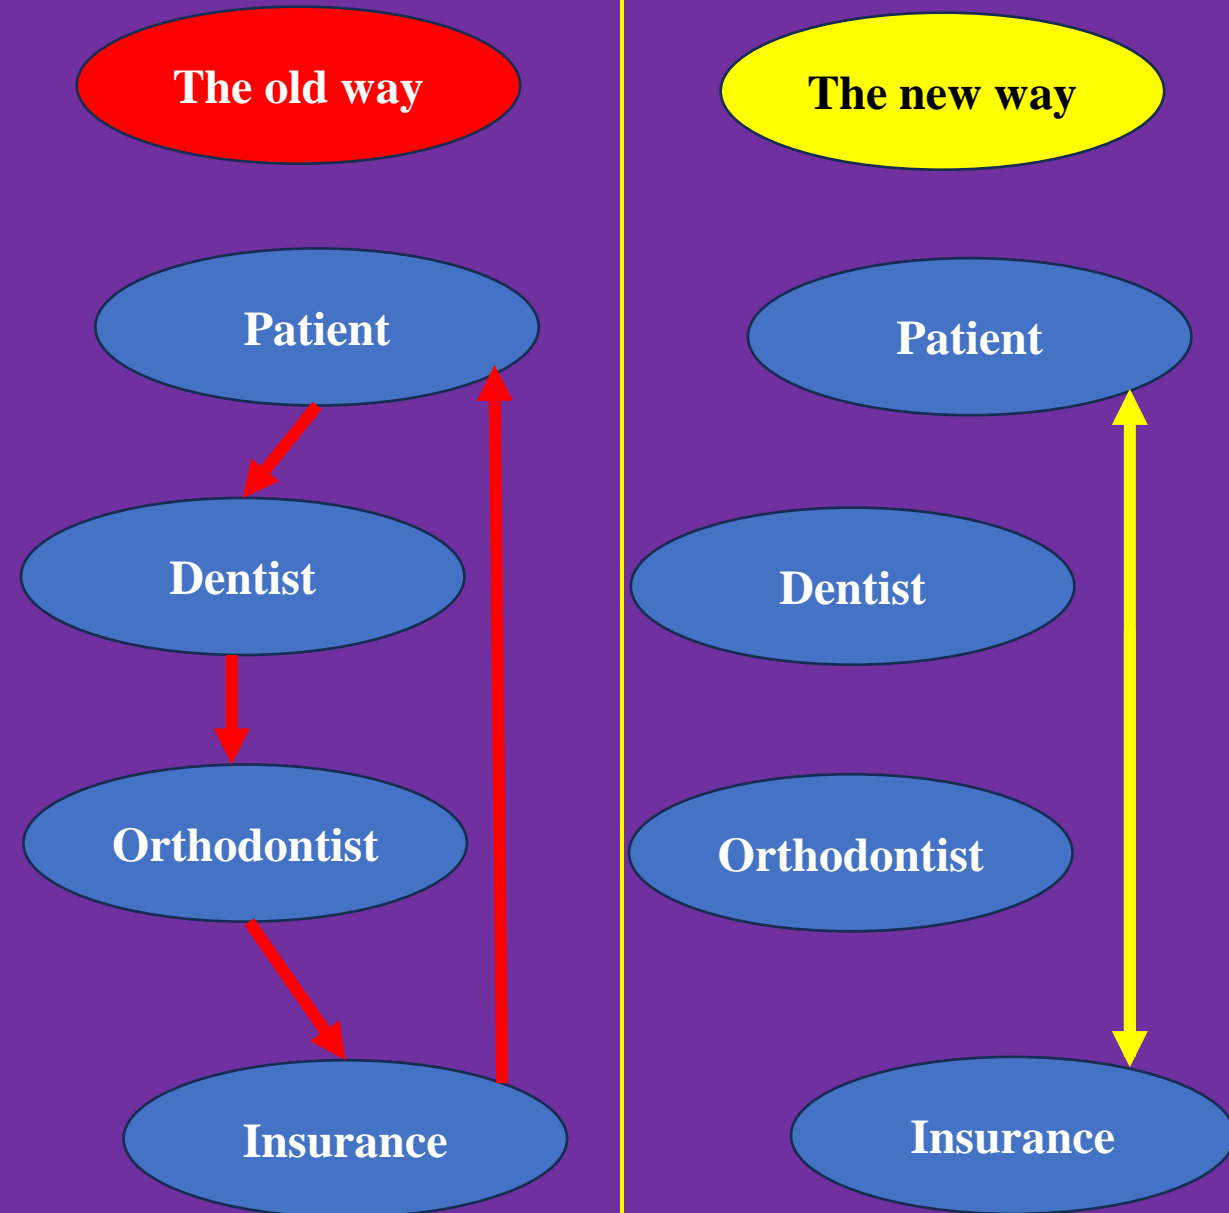 The old way
Patient
Dentist
Orthodontist
Insurance
The new way
Patient
Dentist
Orthodontist
Insurance